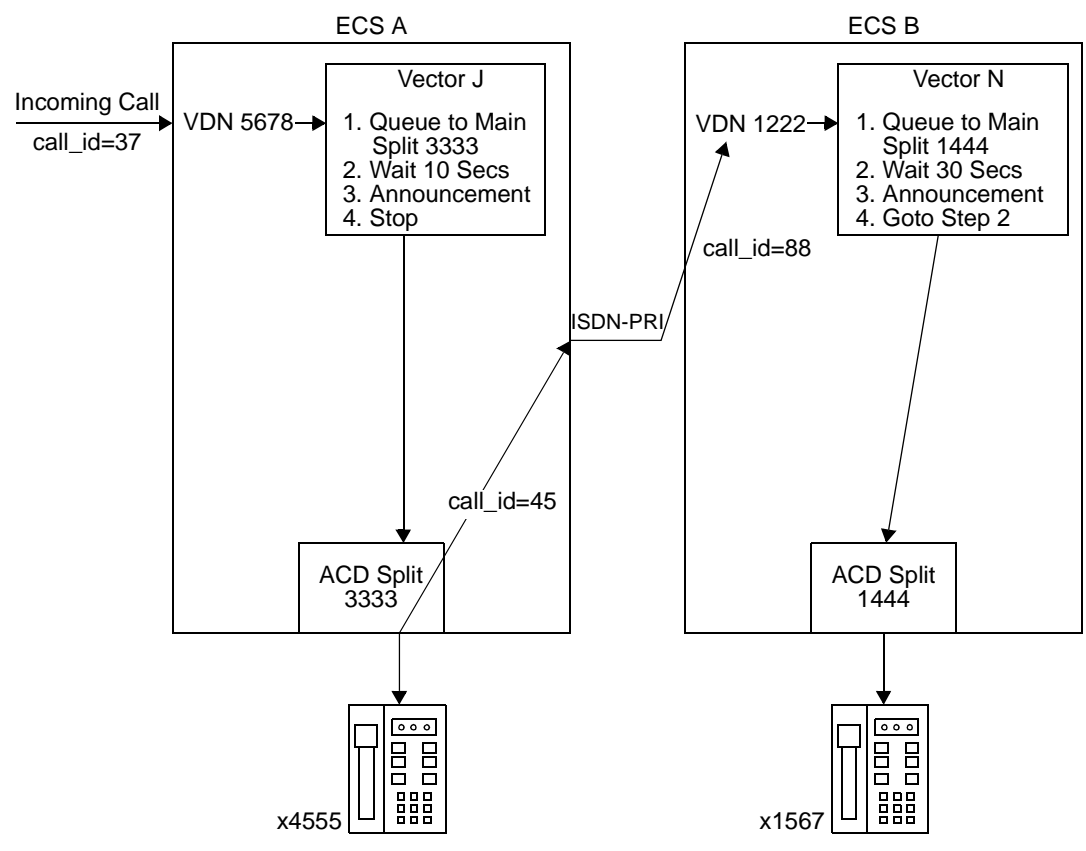 ECS A
ECS B
Incoming Call
call_id=37
VDN 5678
Vector J
1. Queue to Main
Split 3333
2. Wait 10 Secs
3. Announcement
4. Stop
VDN 1222
Vector N
1. Queue to Main
Split 1444
2. Wait 30 Secs
3. Announcement
4. Goto Step 2
call_id=88
ISDN-PRI
call_id=45
ACD Split
3333
ACD Split
1444
x4555
x1567